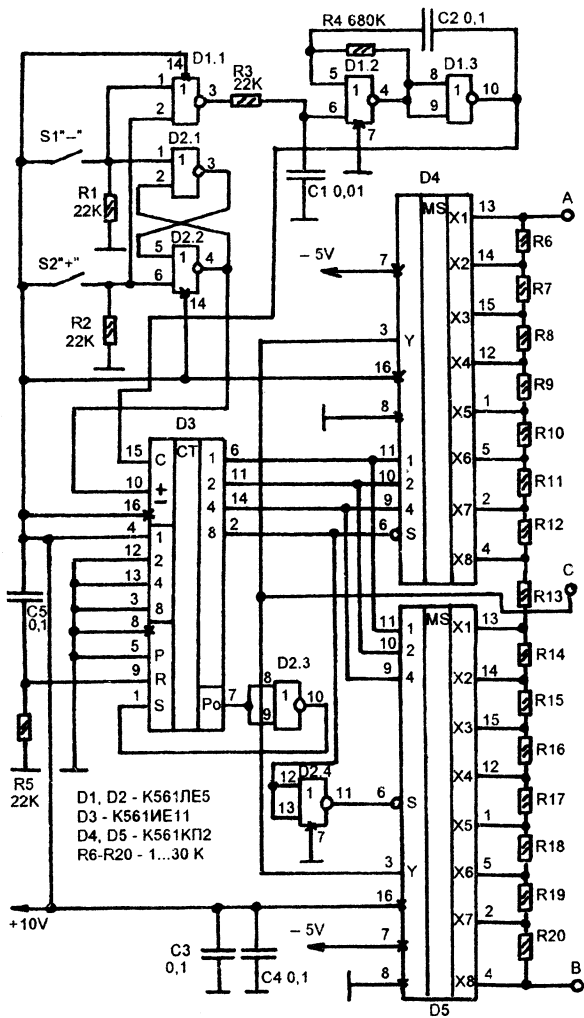 R4 680K
C2 0,1
D1.1
14
1
1
3
2
R3
22K
D1.2
D1.3
5
1
4
8
1
10
6
9
7
C1 0,01
S1"–"
D2.1
1
1
3
2
R1
22K
D2.2
5
1
4
6
14
S2"+"
R2
22K
D4
MS
X1
13
A
R6
X2
14
R7
– 5V
7
X3
15
R8
3
Y
X4
12
R9
16
8
X5
1
R10
D3
CT
15
C
1
6
11
1
X6
5
R11
10
+
–
2
11
10
2
16
4
14
9
4
X7
2
R12
4
1
8
2
6
S
X8
4
12
2
13
4
3
8
8
C5
0,1
R13
C
5
P
9
R
1
S
Po
7
D2.3
8
1
10
9
MS
11
1
X1
13
10
2
R14
9
4
X2
14
R15
X3
15
R16
R5
22K
D2.4
12
1
11
13
7
6
S
X4
12
R17
X5
1
R18
3
Y
X6
5
R19
X7
2
R20
16
7
8
X8
4
B
D5
D1, D2 - К561ЛЕ5
D3 - К561ИЕ11
D4, D5 - К561КП2
R6-R20 - 1...30 К
+10V
C3
0,1
C4 0,1
– 5V